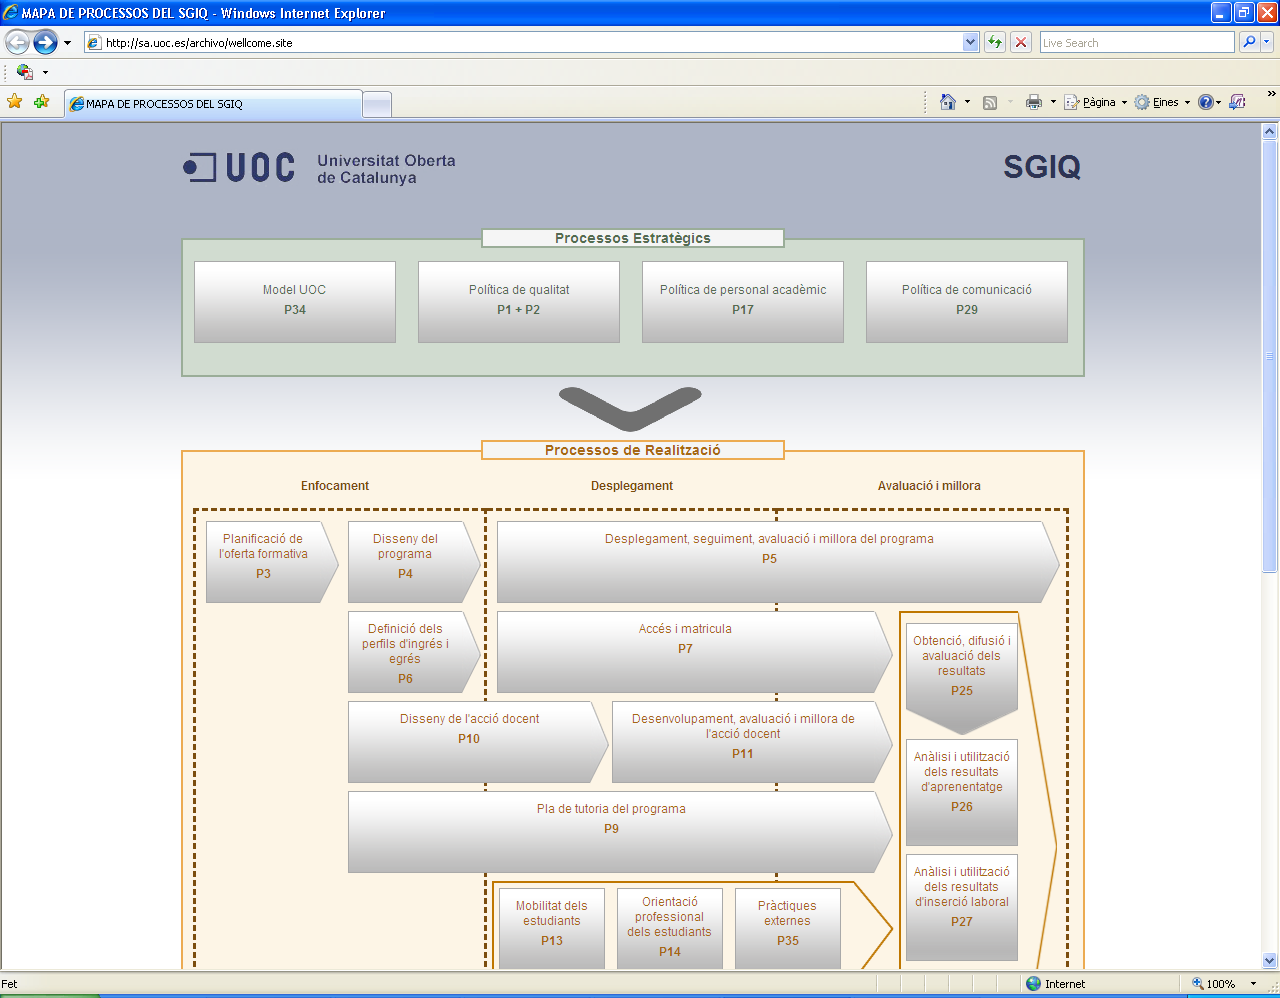 MAPA DE PROCESSOS DEL SGIQ - Windows Internet Explorer
http://sa.uoc.es/archivo/wellcome.site
Live Search
MAPA DE PROCESSOS DEL SGIQ
Pàgina
Eines
UOC
Universitat Oberta
de Catalunya
SGIQ
Processos Estratègics
Model UOC
P34
Política de qualitat
P1 + P2
Política de personal acadèmic
P17
Política de comunicació
P29
Processos de Realització
Enfocament
Desplegament
Avaluació i millora
Planificació de
l'oferta formativa
P3
Disseny del
programa
P4
Desplegament, seguiment, avaluació i millora del programa
P5
Definició dels
perfils d'ingrés i
egrés
P6
Accés i matricula
P7
Obtenció, difusió i
avaluació dels
resultats
P25
Disseny de l'acció docent
P10
Desenvolupament, avaluació i millora de
l'acció docent
P11
Anàlisi i utilització
dels resultats
d'aprenentatge
P26
Pla de tutoria del programa
P9
Anàlisi i utilització
dels resultats
d'inserció laboral
P27
Mobilitat dels
estudiants
P13
Orientació
professional
dels estudiants
P14
Pràctiques
externes
P35
Fet
Internet
100%